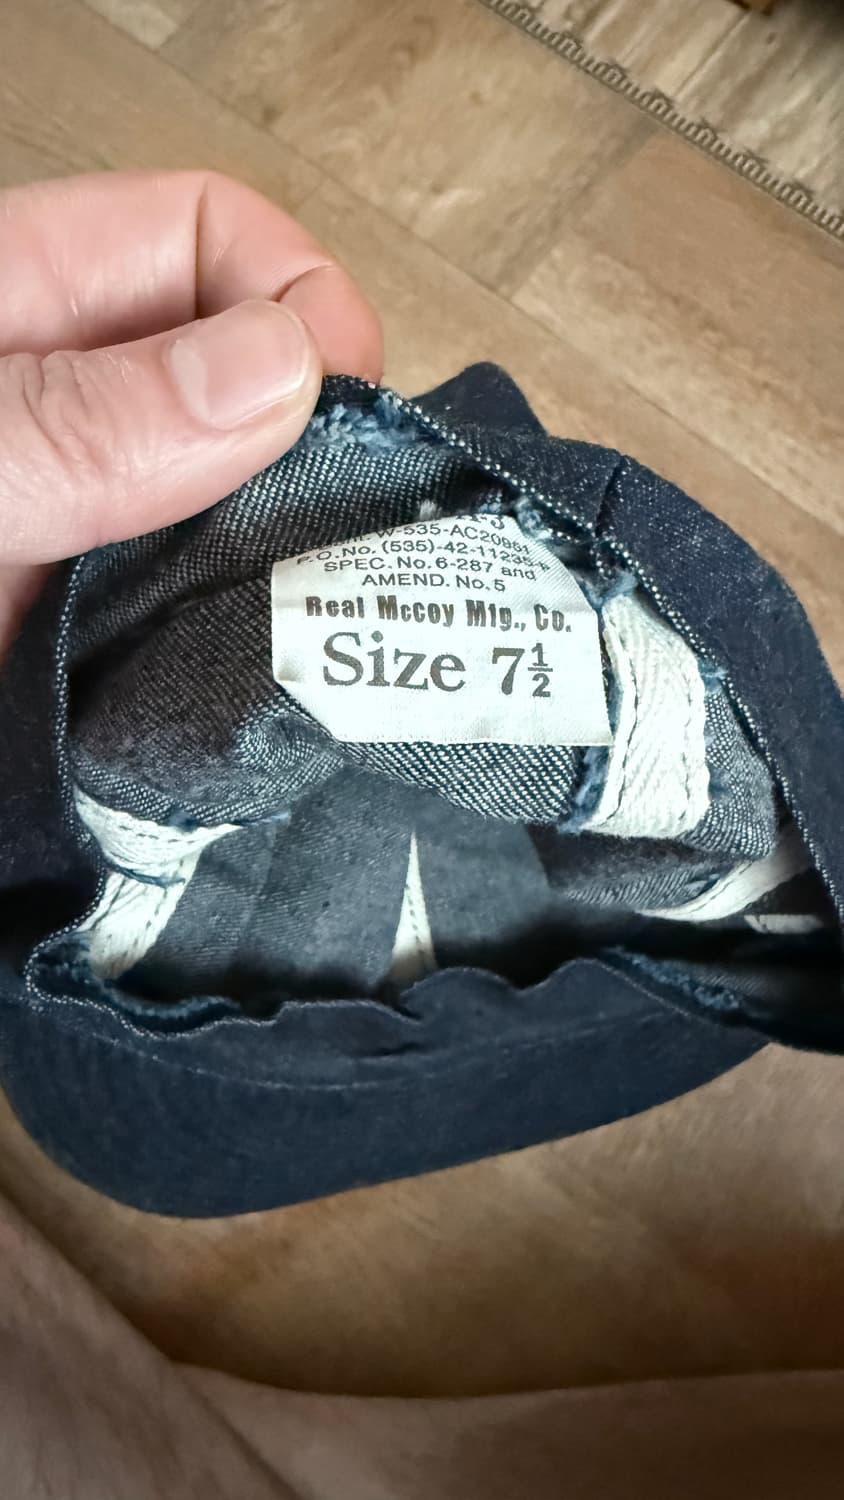 W-535-AC20951
P.O.No. (535)-42-11235-P
SPEC. No.6-287 and
AMEND. No.5
Real McCoy Mfg., Co.
Size 7½